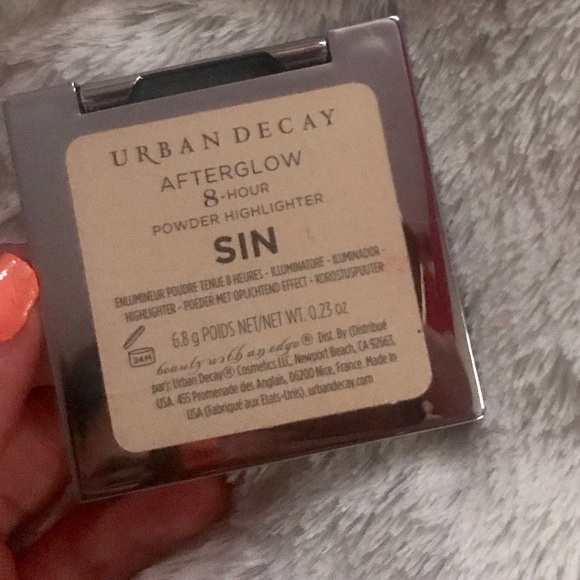 URBAN DECAY
AFTERGLOW
8-HOUR
POWDER HIGHLIGHTER
SIN
ENLUMINEUR POUDRE TENUE 8 HEURES - ILLUMINATORE - ILUMINADOR -
HIGHLIGHTER - POEDER MET OPLICHTEND EFFECT - KOROSTUSPUUTER
24M
6.8 g POIDS NET/NET WT. 0.23 oz
beauty with an edge® Dist. By (Distribué
par): Urban Decay® Cosmetics LLC, Newport Beach, CA 92663,
USA. 455 Promenade des Anglais, 06200 Nice, France. Made in
USA (Fabriqué aux Etats-Unis). urbandecay.com